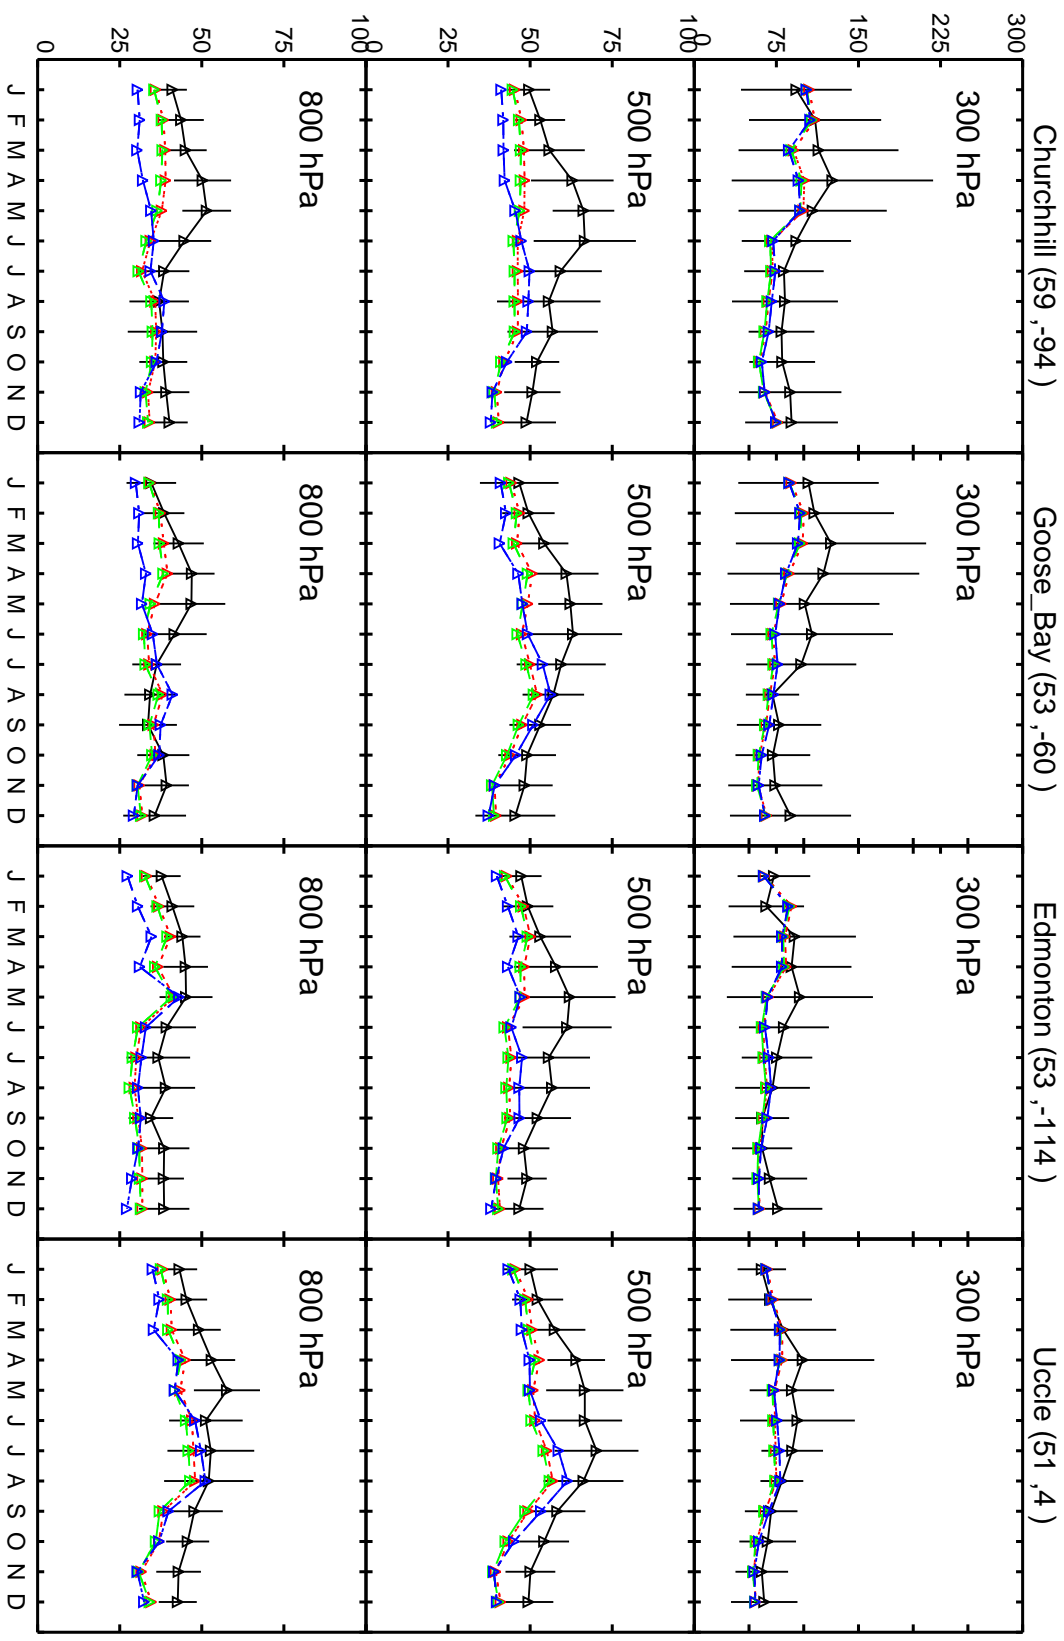 Churchhill (59 ,-94 )
Goose_Bay (53 ,-60 )
Edmonton (53 ,-114 )
Uccle (51 ,4 )
300
225
150
75
0
300 hPa
300 hPa
300 hPa
300 hPa
100
75
50
25
0
500 hPa
500 hPa
500 hPa
500 hPa
100
75
50
25
0
800 hPa
800 hPa
800 hPa
800 hPa
J F M A M J J A S O N D
J F M A M J J A S O N D
J F M A M J J A S O N D
J F M A M J J A S O N D